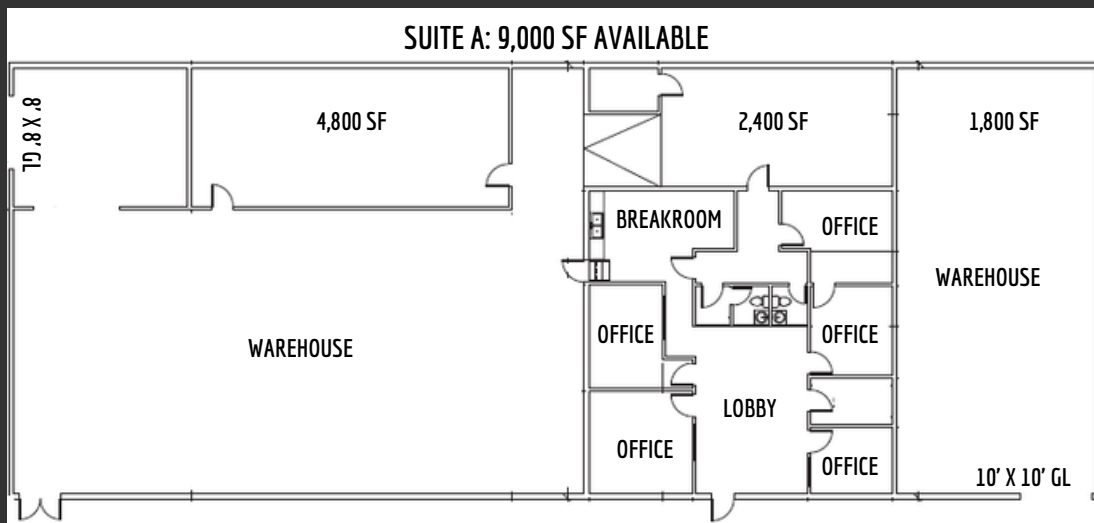 SUITE A: 9,000 SF AVAILABLE
8' X 8' GL
4,800 SF
2,400 SF
1,800 SF
BREAKROOM
OFFICE
WAREHOUSE
OFFICE
OFFICE
WAREHOUSE
LOBBY
OFFICE
OFFICE
10' X 10' GL